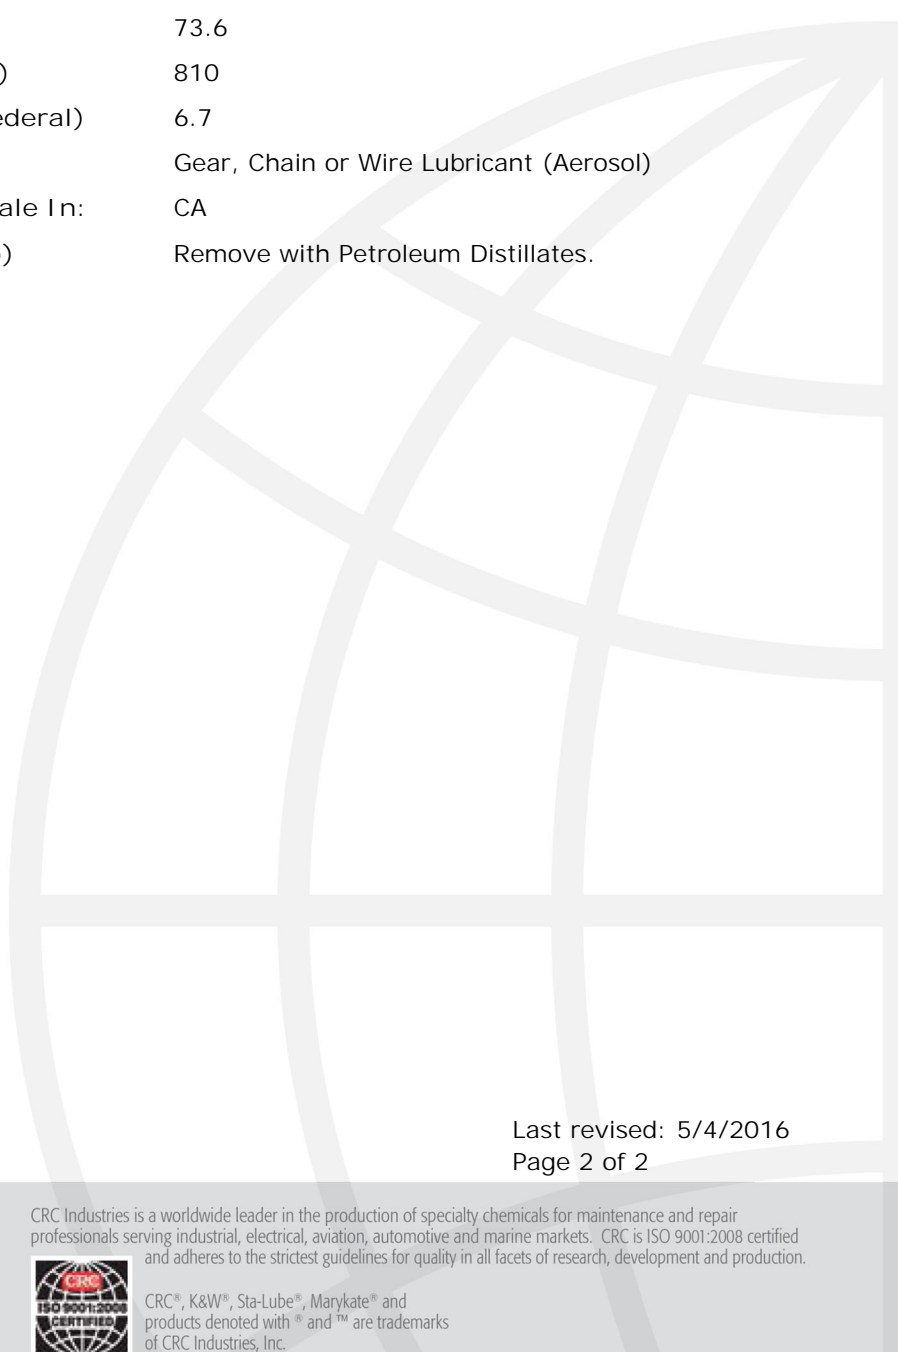 73.6
) 810
ederal) 6.7
Gear, Chain or Wire Lubricant (Aerosol)
ale In: CA
) Remove with Petroleum Distillates.
Last revised: 5/4/2016
Page 2 of 2
CRC Industries is a worldwide leader in the production of specialty chemicals for maintenance and repair
professionals serving industrial, electrical, aviation, automotive and marine markets. CRC is ISO 9001:2008 certified
and adheres to the strictest guidelines for quality in all facets of research, development and production.
CRC
ISO 9001:2008
CERTIFIED
CRC®, K&W®, Sta-Lube®, Marykate® and
products denoted with ® and ™ are trademarks
of CRC Industries, Inc.